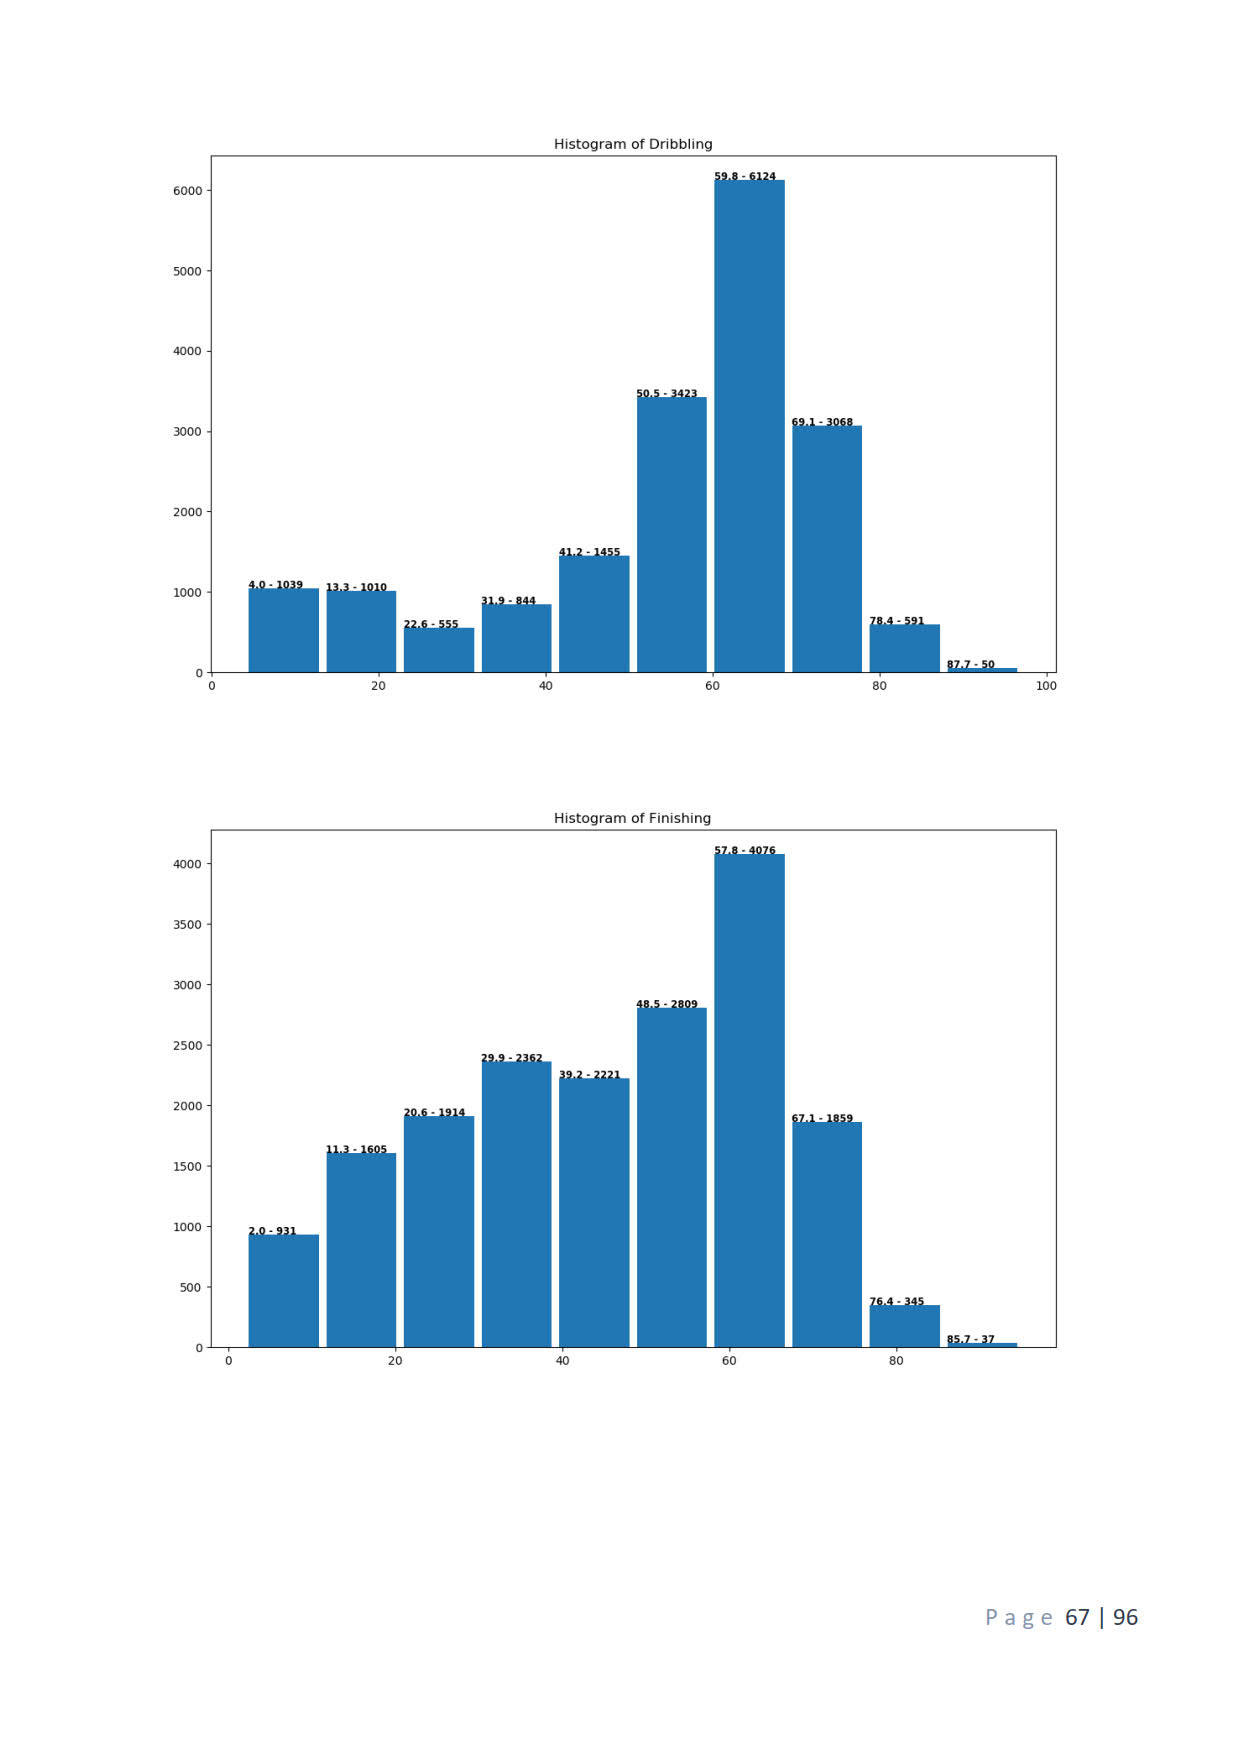 Histogram of Dribbling
59.8 - 6124
6000
5000
4000
50.5 - 3423
69.1 - 3068
3000
2000
41.2 - 1455
4.0 - 1039
13.3 - 1010
1000
31.9 - 844
22.6 - 555
78.4 - 591
87.7 - 50
0
0 20 40 60 80 100
Histogram of Finishing
57.8 - 4076
4000
3500
3000
48.5 - 2809
2500
29.9 - 2362
39.2 - 2221
20.6 - 1914
2000
67.1 - 1859
11.3 - 1605
1500
2.0 - 931
1000
500
76.4 - 345
85.7 - 37
0
0 20 40 60 80
Page 67 | 96